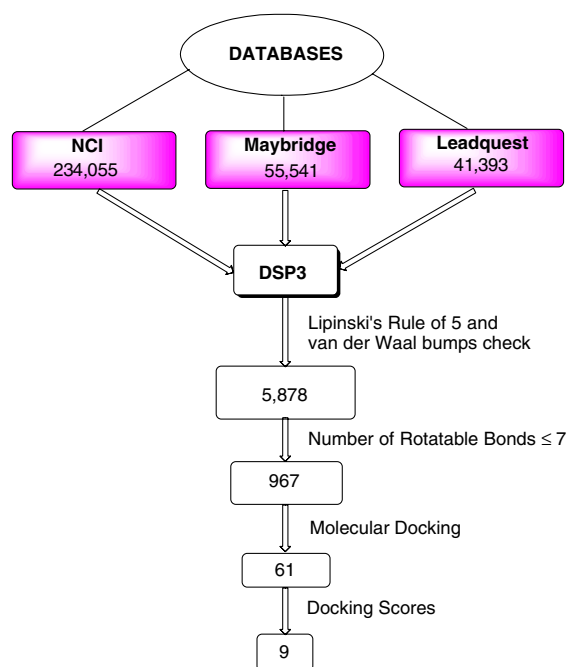 DATABASES
NCI
234,055
Maybridge
55,541
Leadquest
41,393
DSP3
Lipinski's Rule of 5 and
van der Waal bumps check
5,878
Number of Rotatable Bonds ≤ 7
967
Molecular Docking
61
Docking Scores
9